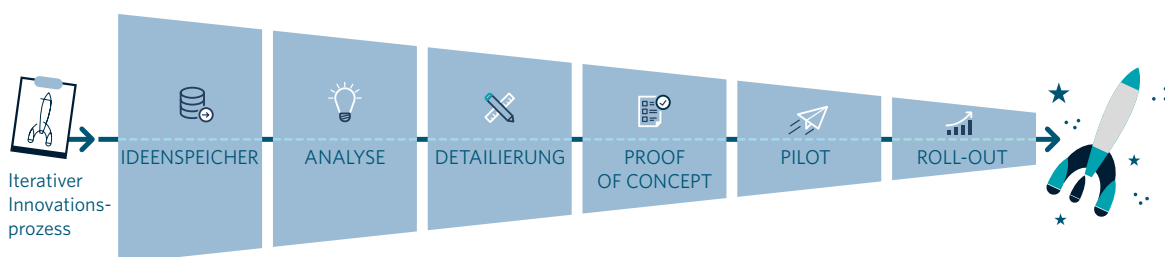 IDEENSPEICHER
ANALYSE
DETAILIERUNG
PROOF
OF CONCEPT
PILOT
ROLL-OUT
Iterativer
Innovations-
prozess